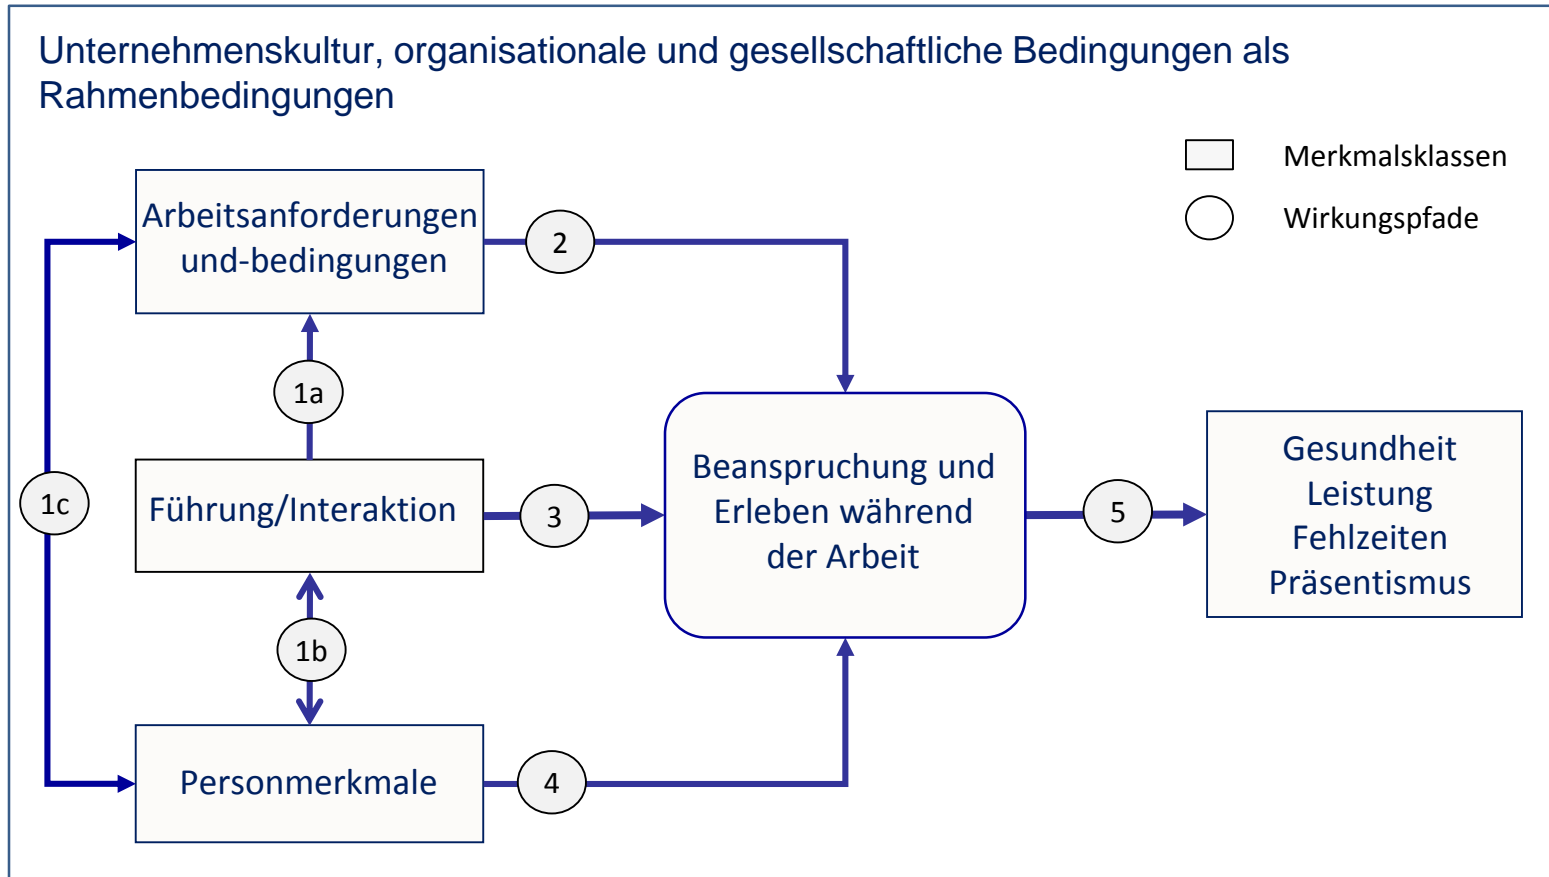 Unternehmenskultur, organisationale und gesellschaftliche Bedingungen als
Rahmenbedingungen
Merkmalsklassen
Wirkungspfade
Arbeitsanforderungen
und-bedingungen
2
1a
1c
Führung/Interaktion
3
Beanspruchung und
Erleben während
der Arbeit
5
Gesundheit
Leistung
Fehlzeiten
Präsentismus
1b
Personmerkmale
4